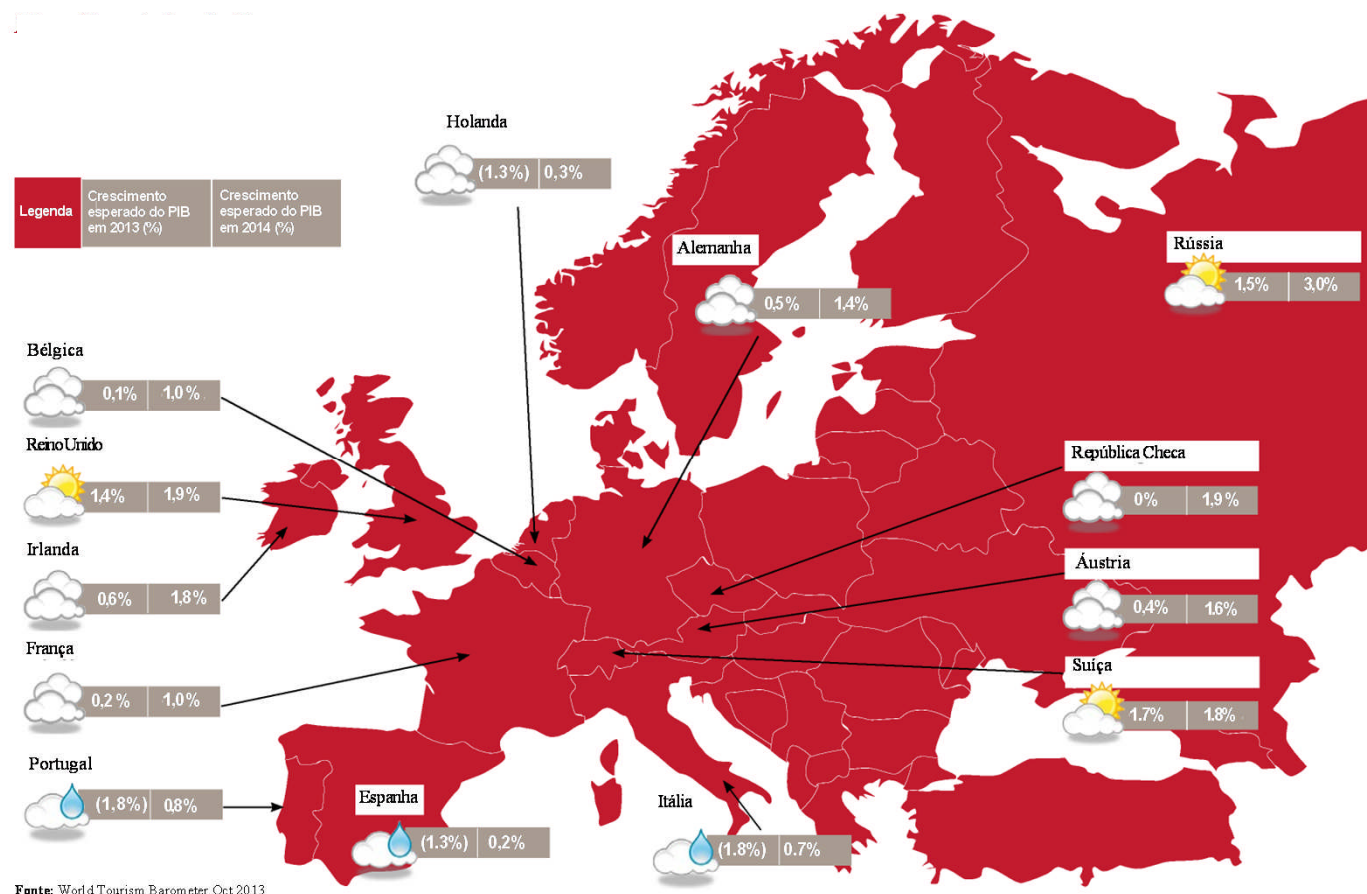 Holanda
(1.3%) 0,3%
Legenda
Crescimento
esperado do PIB
em 2013 (%)
Crescimento
esperado do PIB
em 2014 (%)
Alemanha
0,5% 1,4%
Rússia
1,5% 3,0%
Bélgica
0,1% 1,0%
Reino Unido
1,4% 1,9%
República Checa
0% 1,9%
Irlanda
0,6% 1,8%
Áustria
0,4% 1.6%
França
0,2% 1,0%
Suíça
1.7% 1.8%
Portugal
(1.8%) 0,8%
Espanha
(1.3%) 0,2%
Itália
(1.8%) 0.7%
Fonte: World Tourism Barometer Oct 2013